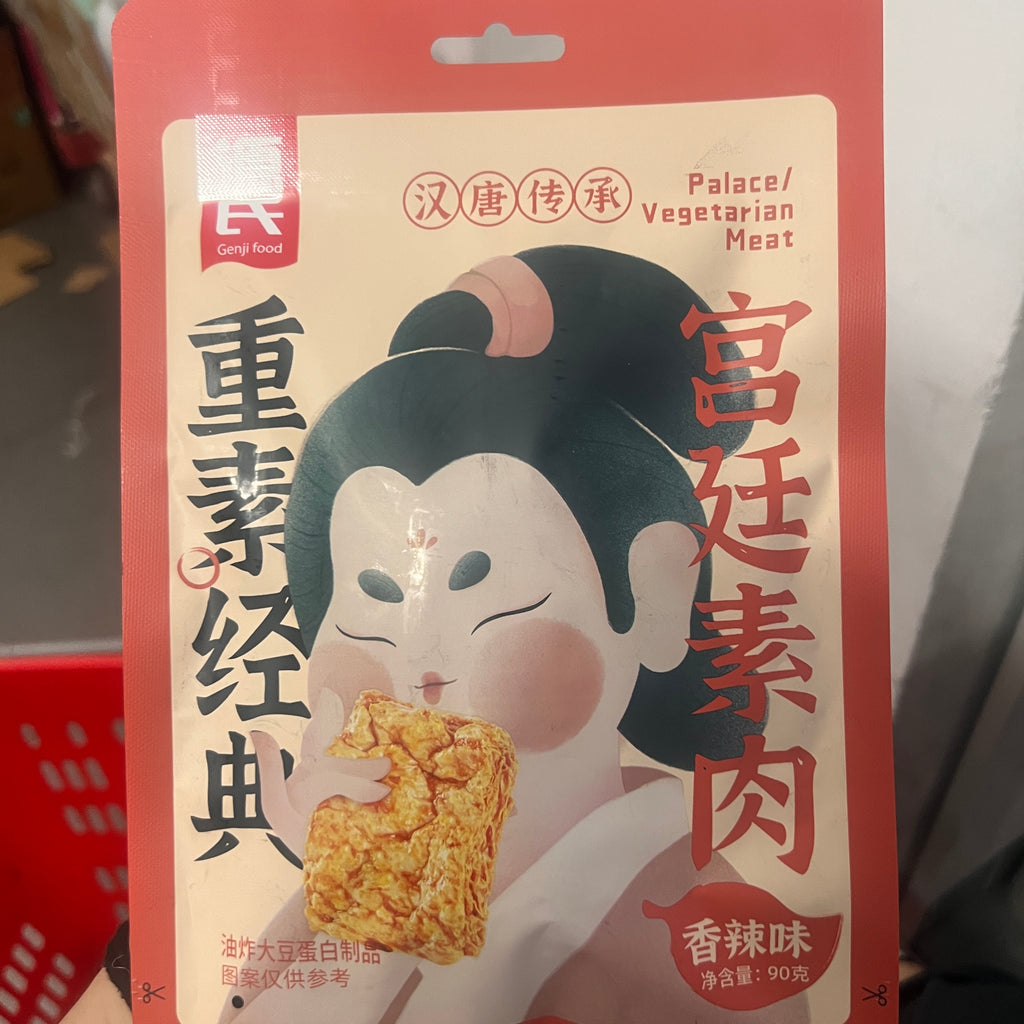 Genji food
汉唐传承
Palace/
Vegetarian
Meat
重素经典
宫廷素肉
香辣味
净含量：90克
油炸大豆蛋白制品
图案仅供参考